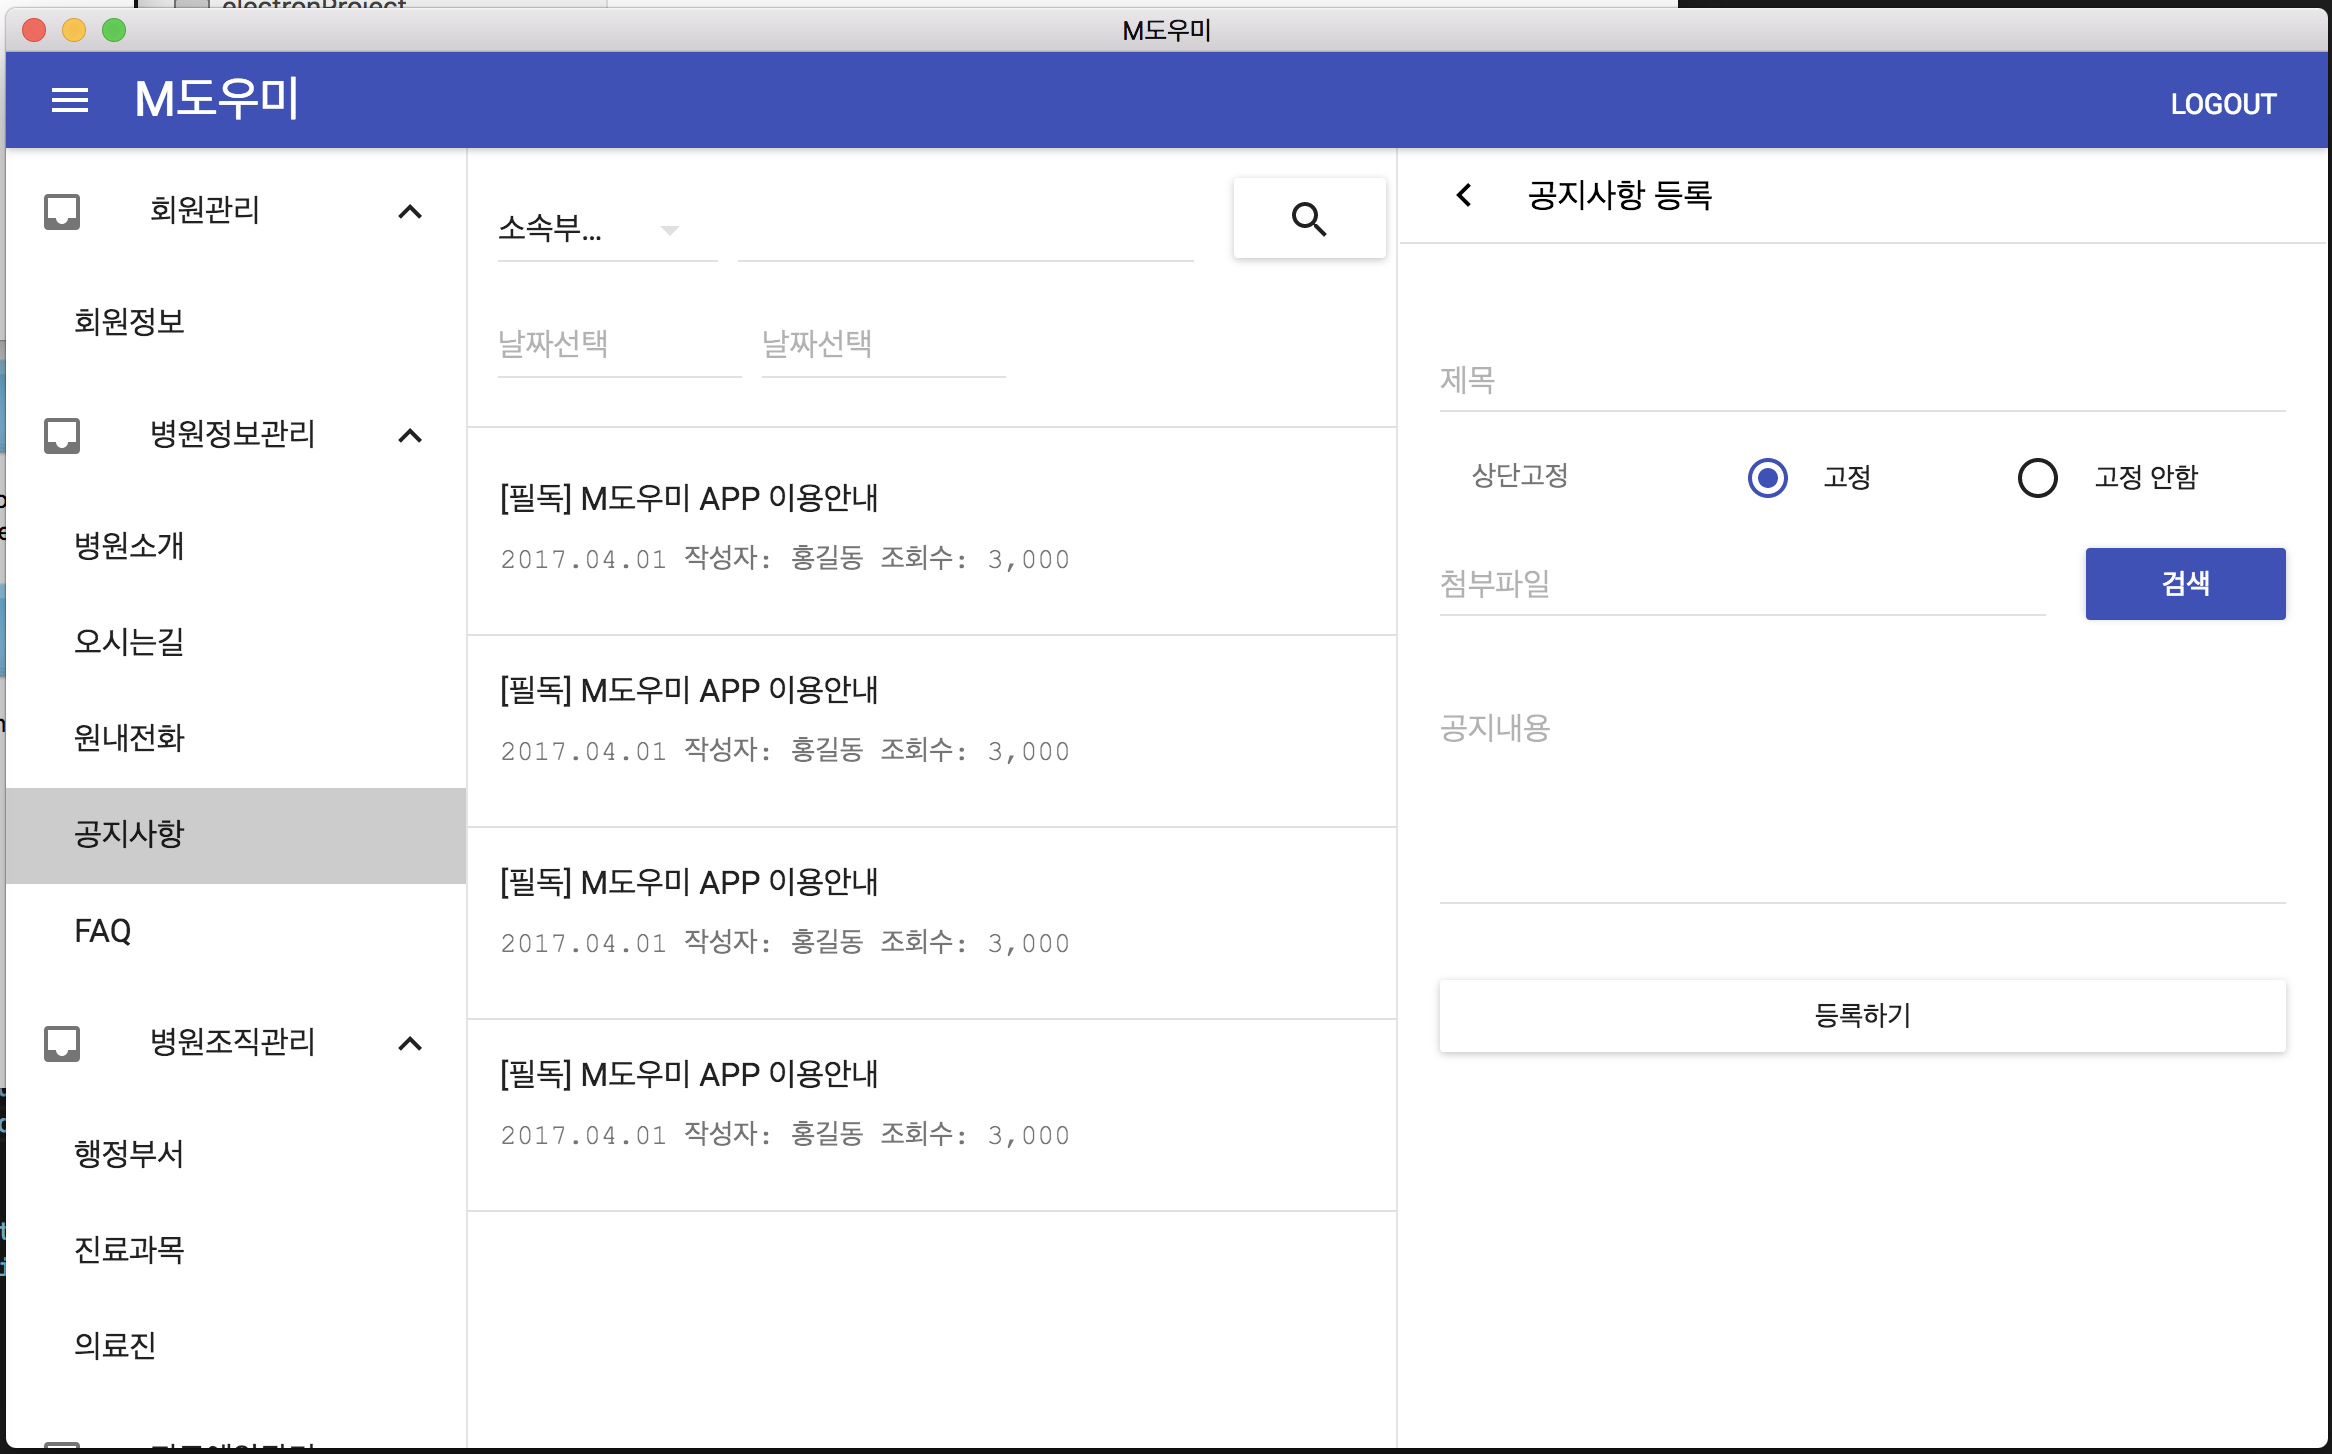 electronProject
M도우미
M도우미
LOGOUT
회원관리
회원정보
병원정보관리
병원소개
오시는길
원내전화
공지사항
FAQ
병원조직관리
행정부서
진료과목
의료진
소속부...
날짜선택 날짜선택
[필독] M도우미 APP 이용안내
2017.04.01 작성자: 홍길동 조회수: 3,000
[필독] M도우미 APP 이용안내
2017.04.01 작성자: 홍길동 조회수: 3,000
[필독] M도우미 APP 이용안내
2017.04.01 작성자: 홍길동 조회수: 3,000
[필독] M도우미 APP 이용안내
2017.04.01 작성자: 홍길동 조회수: 3,000
공지사항 등록
제목
상단고정 고정 고정 안함
첨부파일 검색
공지내용
등록하기